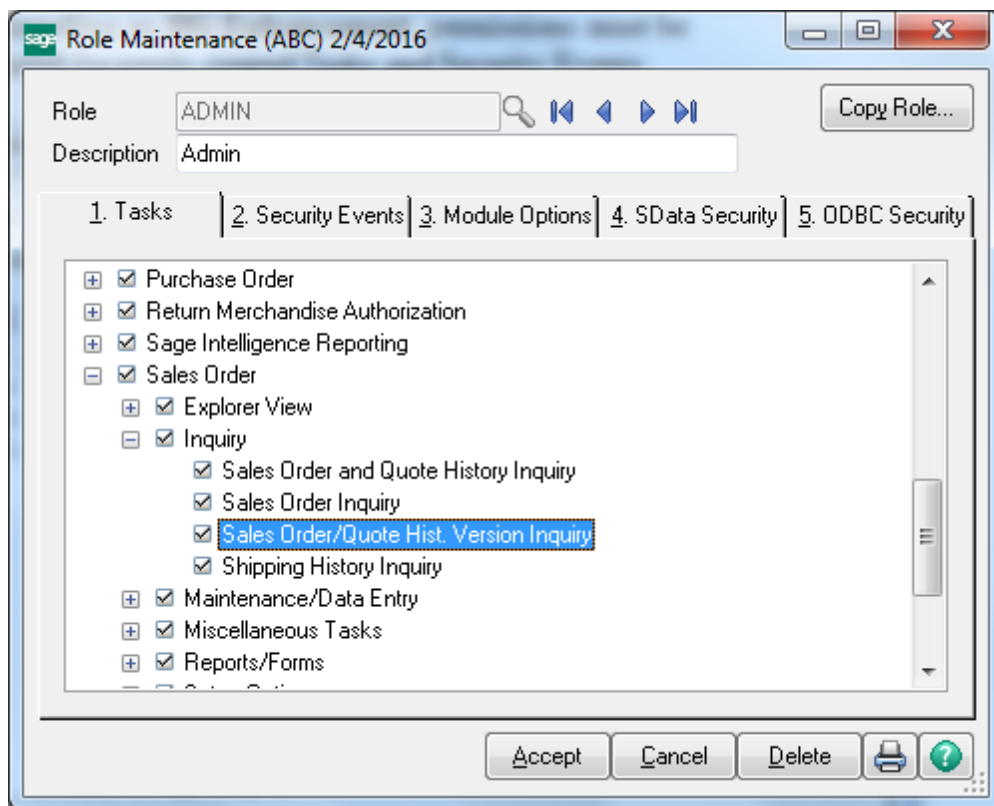 sage Role Maintenance (ABC) 2/4/2016
Role ADMIN Copy Role...
Description Admin
1. Tasks 2. Security Events 3. Module Options 4. SData Security 5. ODBC Security
Purchase Order
Return Merchandise Authorization
Sage Intelligence Reporting
Sales Order
Explorer View
Inquiry
Sales Order and Quote History Inquiry
Sales Order Inquiry
Sales Order/Quote Hist. Version Inquiry
Shipping History Inquiry
Maintenance/Data Entry
Miscellaneous Tasks
Reports/Forms
Accept Cancel Delete